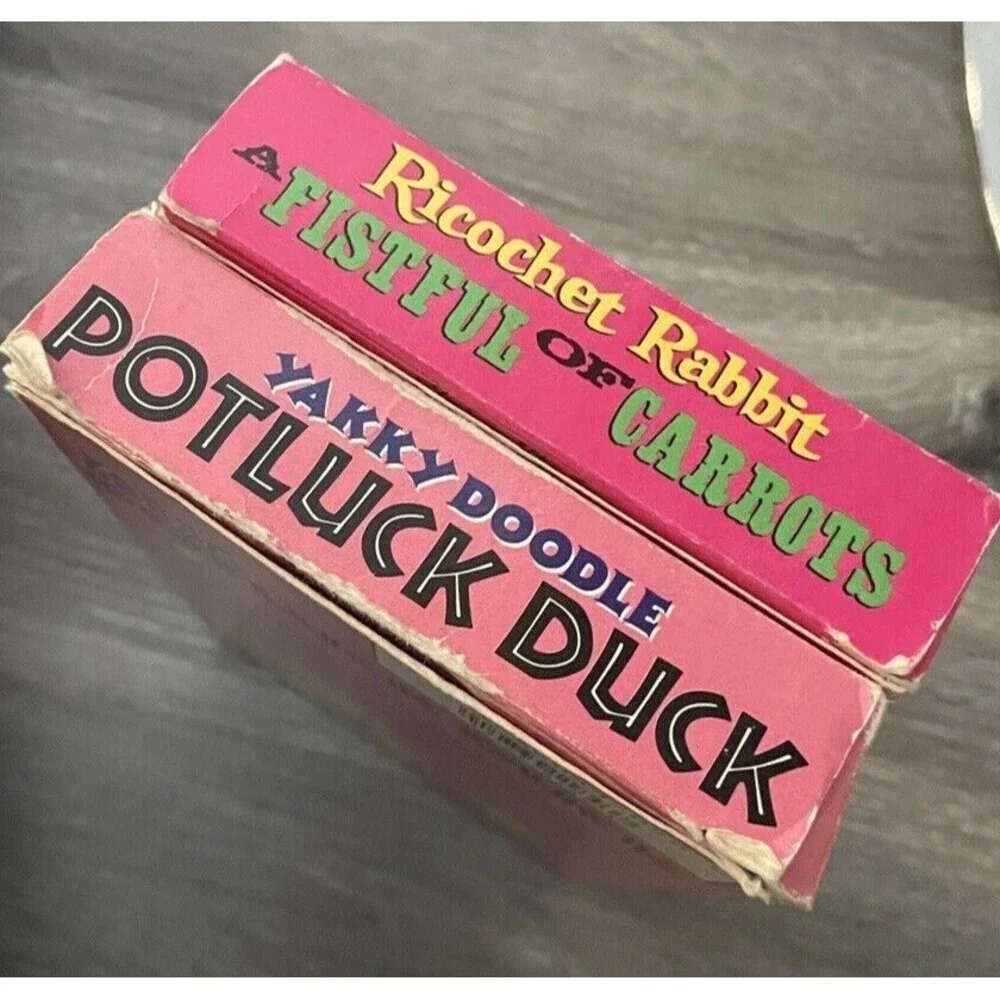 Ricochet Rabbit
A FISTFUL OF CARROTS
YAKKY DOODLE
POTLUCK DUCK